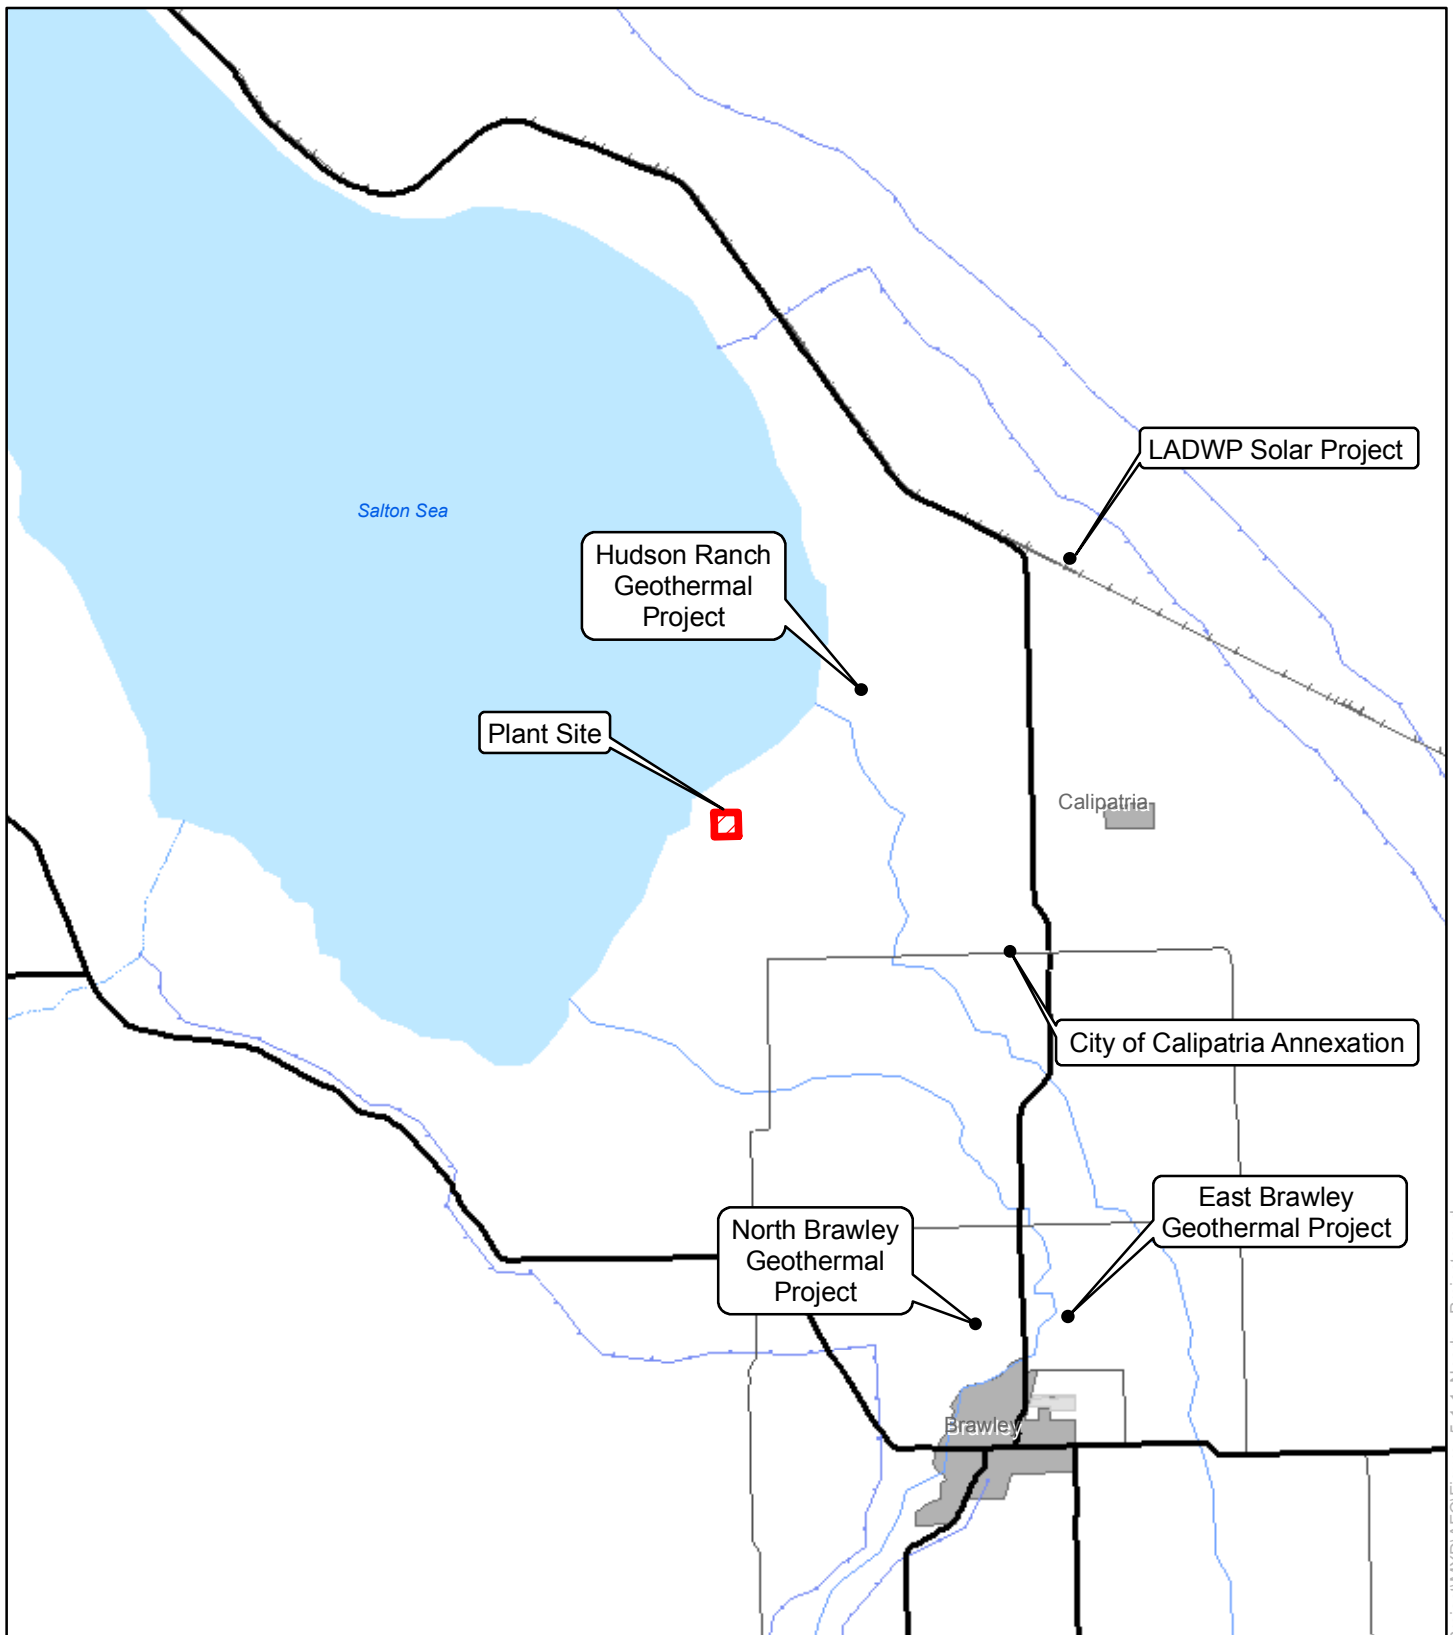 LADWP Solar Project
Salton Sea
Hudson Ranch
Geothermal
Project
Plant Site
Calipatria
City of Calipatria Annexation
East Brawley
Geothermal Project
North Brawley
Geothermal
Project
Brawley